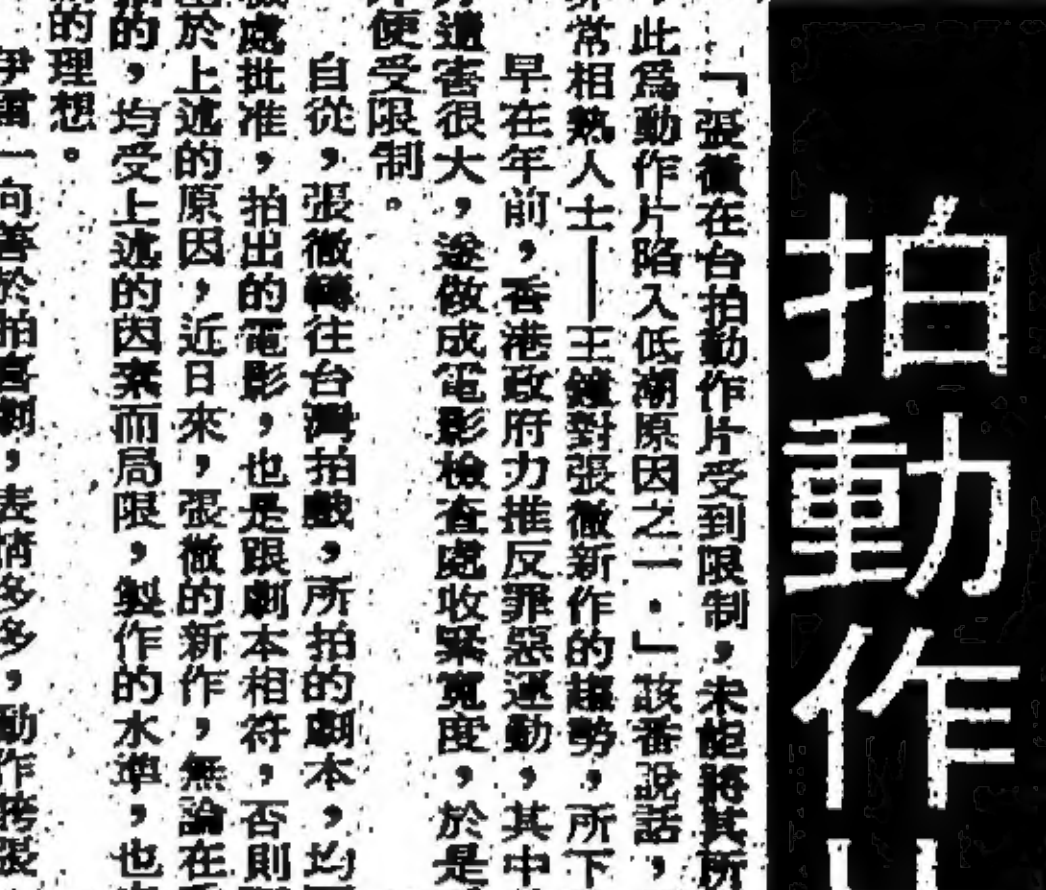 拍動作
「張徹在台拍動作片受到限制，未能將其所
，此爲動作片陷入低潮原因之一．」該番說話，
常相熟人士——王鐘對張徹新作的趨勢，所下
早在年前，香港政府力推反罪惡運動，其中
遺害很大，遂做成電影檢查處收緊寬度，於是
便受限制。
自從，張徹轉往台灣拍戲，所拍的劇本，均
處批准，拍出的電影，也是跟劇本相符，否則
於上述的原因，近日來，張徹的新作，無論在
的，均受上述的因素而局限，製作的水準，也
的理想。
伊雷一向善於拍喜劇，表情多多，動作誇張